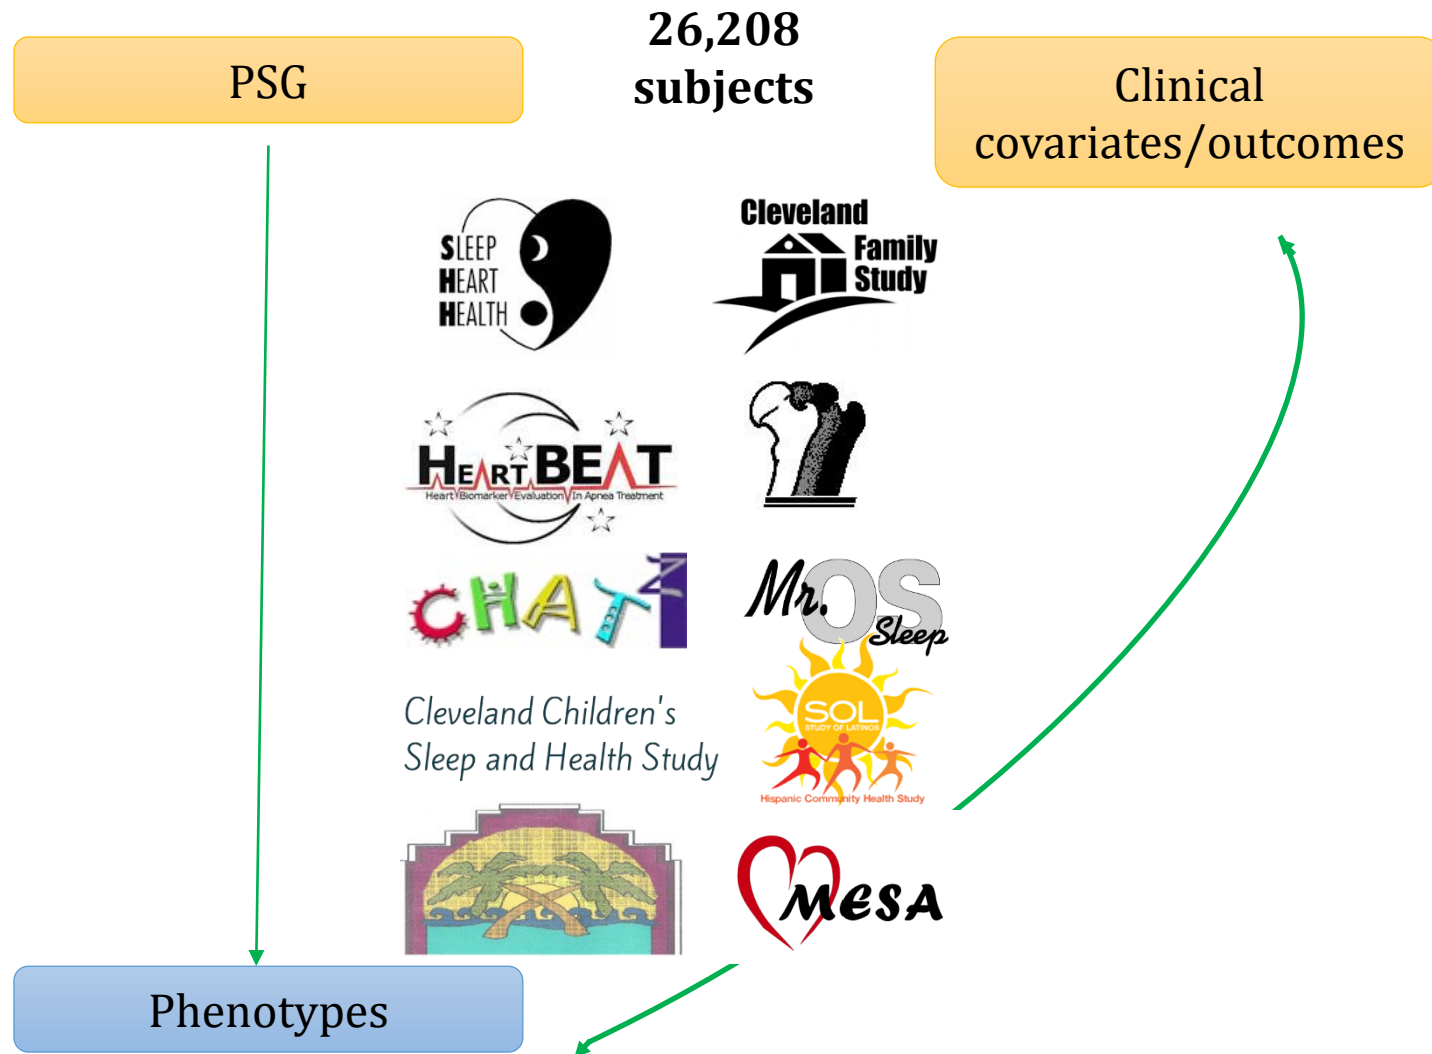 26,208
subjects
PSG
Clinical
covariates/outcomes
SLEEP
HEART
HEALTH
Cleveland
Family
Study
HEARTBEAT
Heart Biomarker Evaluation In Apnea Treatment
CHAT
Z
Mr.OS
Sleep
Cleveland Children's
Sleep and Health Study
SOL
STUDY OF LATINOS
Hispanic Community Health Study
MESA
Phenotypes